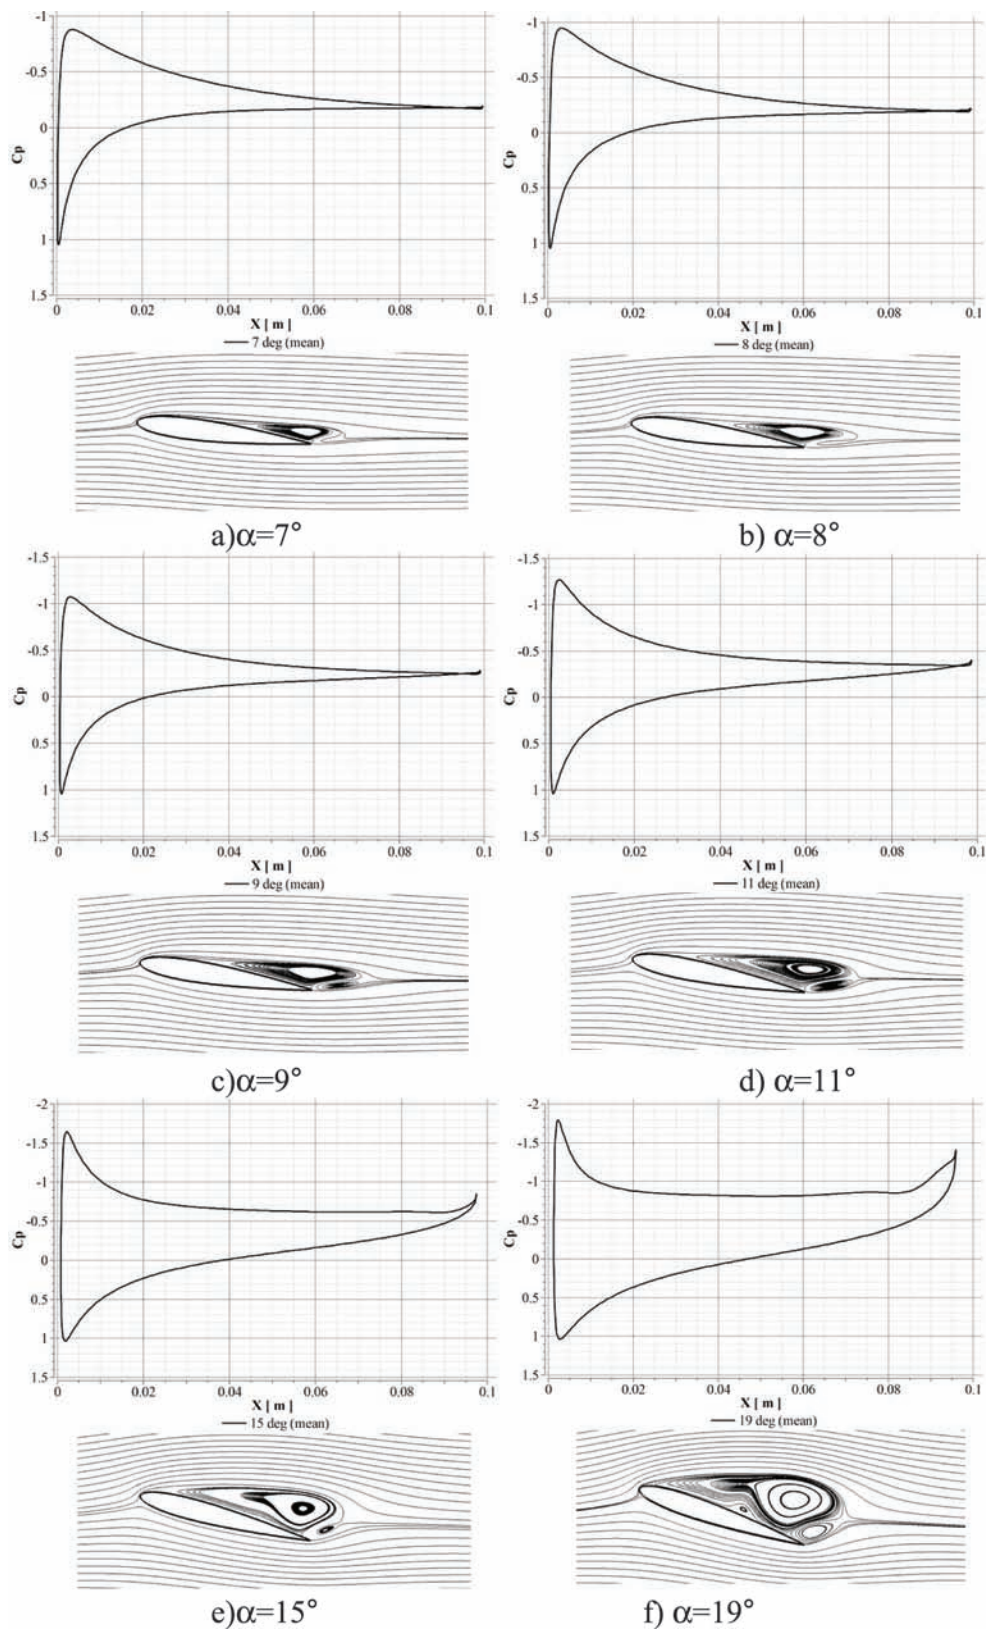 -1
-0.5
0
0.5
1
1.5
Cp
0 0.02 0.04 0.06 0.08 0.1
X [ m ]
7 deg (mean)
a)α=7°
-1
-0.5
0
0.5
1
1.5
Cp
0 0.02 0.04 0.06 0.08 0.1
X [ m ]
8 deg (mean)
b) α=8°
-1.5
-1
-0.5
0
0.5
1
1.5
Cp
0 0.02 0.04 0.06 0.08 0.1
X [ m ]
9 deg (mean)
c)α=9°
-1.5
-1
-0.5
0
0.5
1
1.5
Cp
0 0.02 0.04 0.06 0.08 0.1
X [ m ]
11 deg (mean)
d) α=11°
-2
-1.5
-1
-0.5
0
0.5
1
1.5
Cp
0 0.02 0.04 0.06 0.08 0.1
X [ m ]
15 deg (mean)
e)α=15°
-2
-1.5
-1
-0.5
0
0.5
1
1.5
Cp
0 0.02 0.04 0.06 0.08 0.1
X [ m ]
19 deg (mean)
f) α=19°